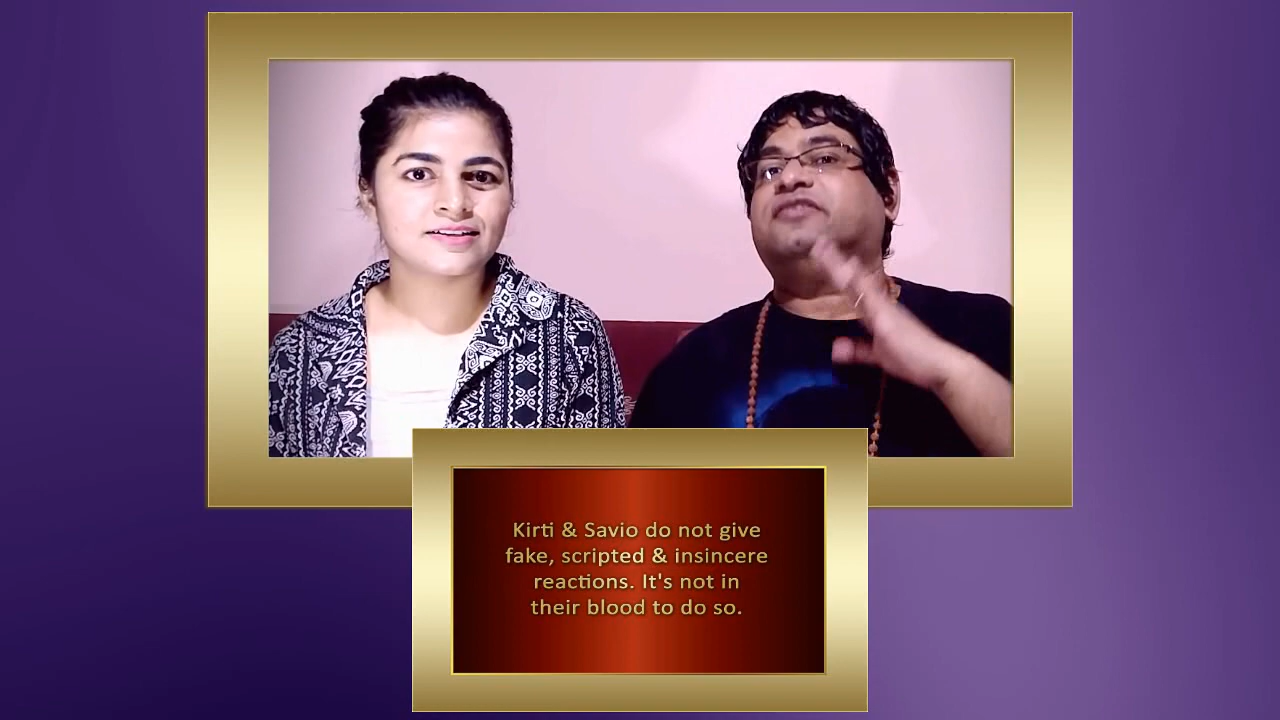 Kirti & Savio do not give
fake, scripted & insincere
reactions. It's not in
their blood to do so.